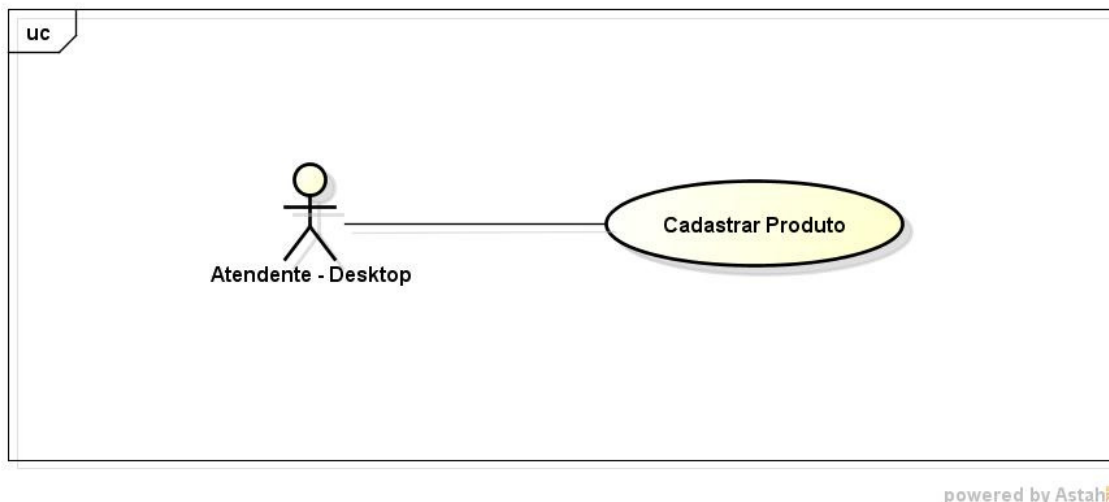 uc
Cadastrar Produto
Atendente - Desktop
powered by Astah